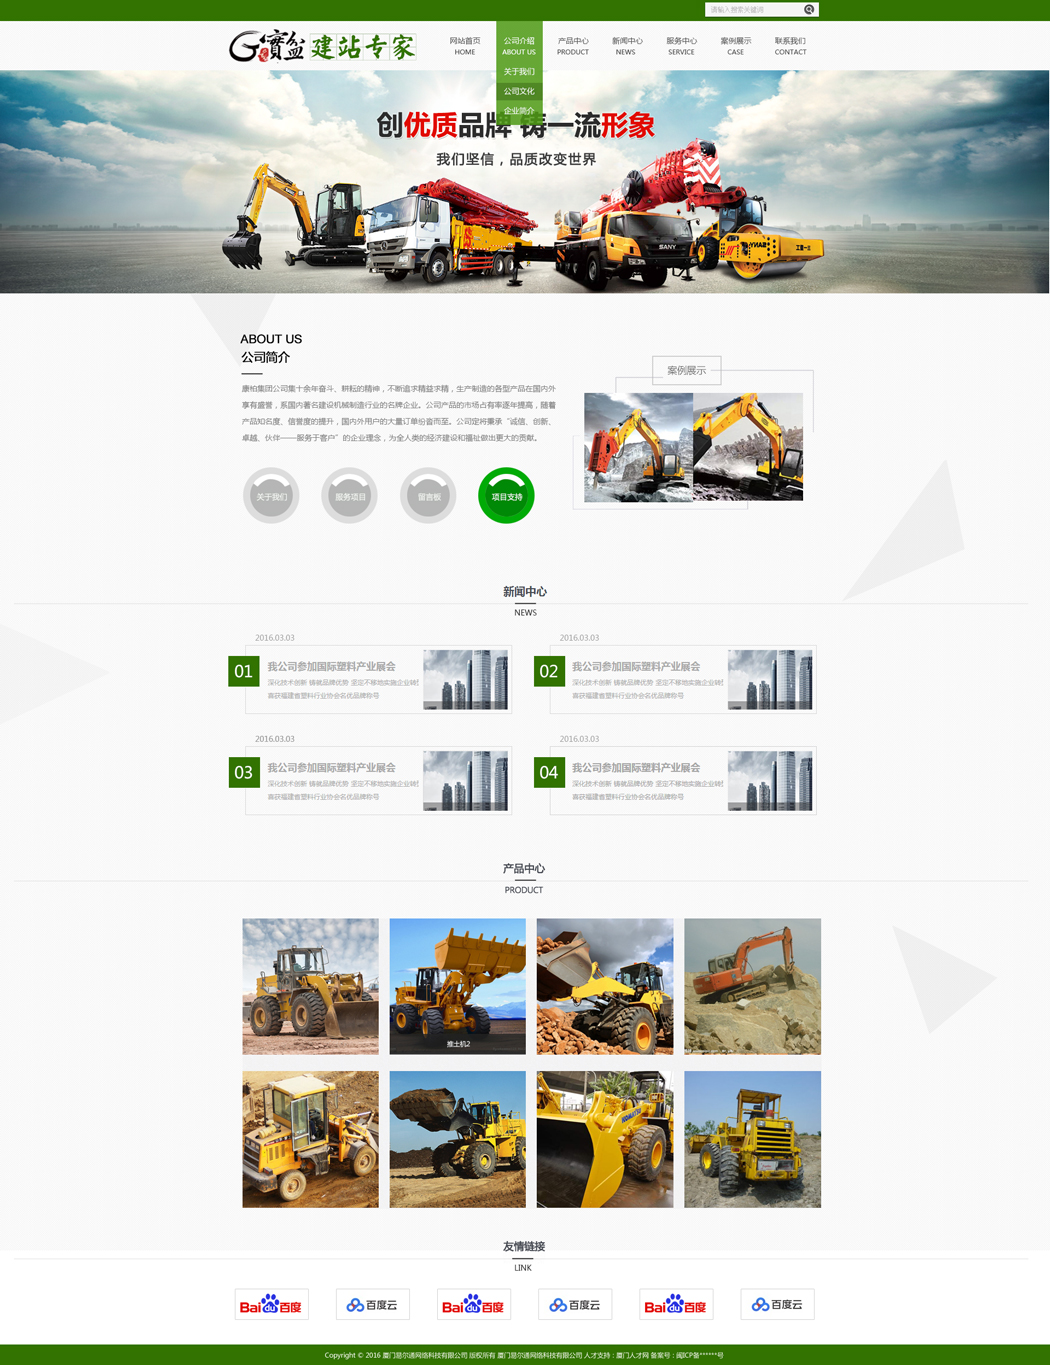 请输入搜索关键词
G寶盆 建站专家
网站首页 公司介绍 产品中心 新闻中心 服务中心 案例展示 联系我们
HOME ABOUT US PRODUCT NEWS SERVICE CASE CONTACT
关于我们
公司文化
企业简介
创优质品牌 铸一流形象
我们坚信，品质改变世界
SANY
ABOUT US
公司简介
康柏集团公司集十余年奋斗、耕耘的精神，不断追求精益求精，生产制造的各型产品在国内外
享有盛誉，系国内著名建设机械制造行业的名牌企业。公司产品的市场占有率逐年提高，随着
产品知名度、信誉度的提升，国内外用户的大量订单纷沓而至。公司定将秉承“诚信、创新、
卓越、伙伴——服务于客户”的企业理念，为全人类的经济建设和福祉做出更大的贡献。
案例展示
关于我们 服务项目 留言板 项目支持
新闻中心
NEWS
2016.03.03
01
我公司参加国际塑料产业展会
深化技术创新 铸就品牌优势 坚定不移地实施企业转型
喜获福建省塑料行业协会名优品牌称号
2016.03.03
02
我公司参加国际塑料产业展会
深化技术创新 铸就品牌优势 坚定不移地实施企业转型
喜获福建省塑料行业协会名优品牌称号
2016.03.03
03
我公司参加国际塑料产业展会
深化技术创新 铸就品牌优势 坚定不移地实施企业转型
喜获福建省塑料行业协会名优品牌称号
2016.03.03
04
我公司参加国际塑料产业展会
深化技术创新 铸就品牌优势 坚定不移地实施企业转型
喜获福建省塑料行业协会名优品牌称号
产品中心
PRODUCT
推土机2
KOMATSU
友情链接
LINK
Bai du 百度 百度云 Bai du 百度 百度云 Bai du 百度 百度云
Copyright © 2016 厦门易尔通网络科技有限公司 版权所有 厦门易尔通网络科技有限公司 人才支持：厦门人才网 备案号：闽ICP备******号